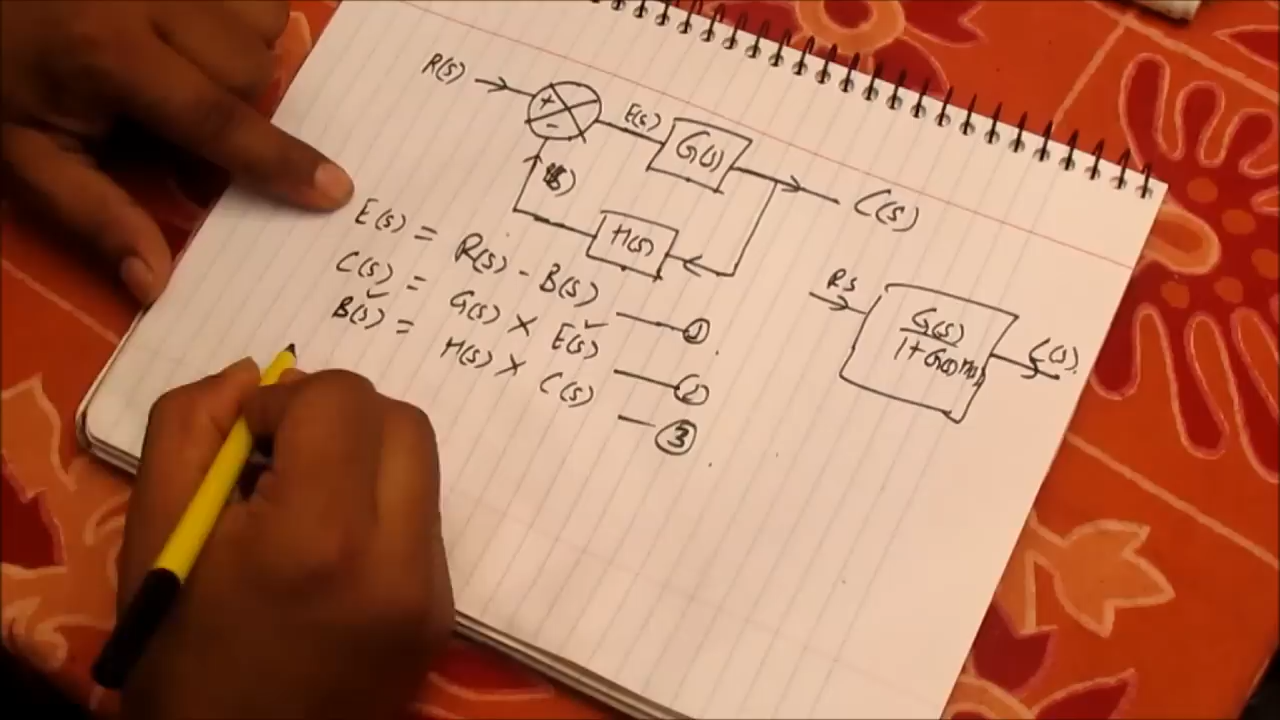 R(s)
+
-
E(s)
G(s)
C(s)
H(s)
E(s) = R(s) - B(s) — ①
C(s) = G(s) × E(s) — ②
B(s) = H(s) × C(s) — ③
RS
G(s)
1+G(s)H(s)
C(s)